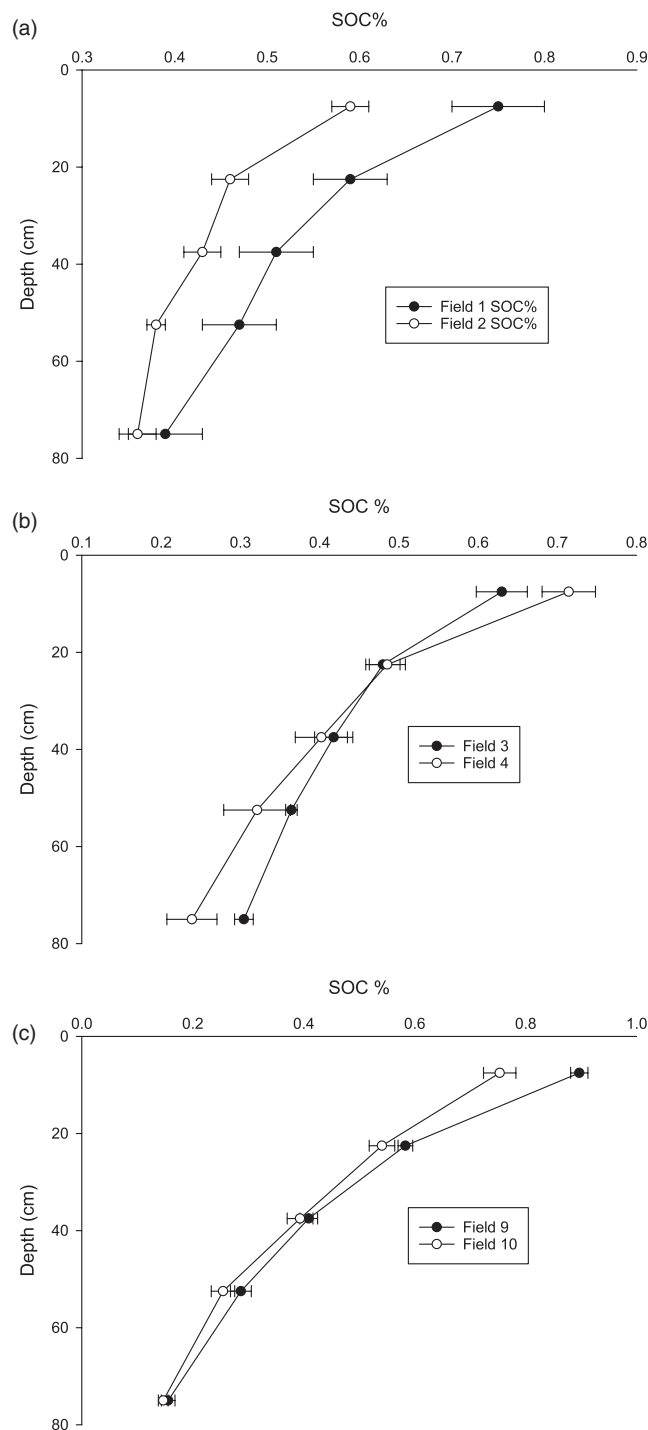 (a)
SOC%
0.3 0.4 0.5 0.6 0.7 0.8 0.9
0
20
40
60
80
Depth (cm)
Field 1 SOC%
Field 2 SOC%
(b)
SOC %
0.1 0.2 0.3 0.4 0.5 0.6 0.7 0.8
0
20
40
60
80
Depth (cm)
Field 3
Field 4
(c)
SOC %
0.0 0.2 0.4 0.6 0.8 1.0
0
20
40
60
80
Depth (cm)
Field 9
Field 10